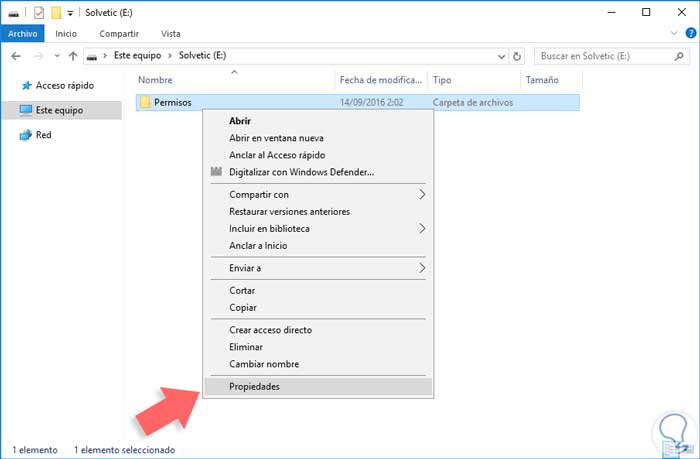 Solvetic (E:)
Archivo Inicio Compartir Vista
Este equipo > Solvetic (E:)
Buscar en Solvetic (E:)
Nombre Fecha de modifica... Tipo Tamaño
Acceso rápido
Este equipo
Red
Permisos 14/09/2016 2:02 Carpeta de archivos
Abrir
Abrir en ventana nueva
Anclar al Acceso rápido
Digitalizar con Windows Defender...
Compartir con
Restaurar versiones anteriores
Incluir en biblioteca
Anclar a Inicio
Enviar a
Cortar
Copiar
Crear acceso directo
Eliminar
Cambiar nombre
Propiedades
1 elemento 1 elemento seleccionado